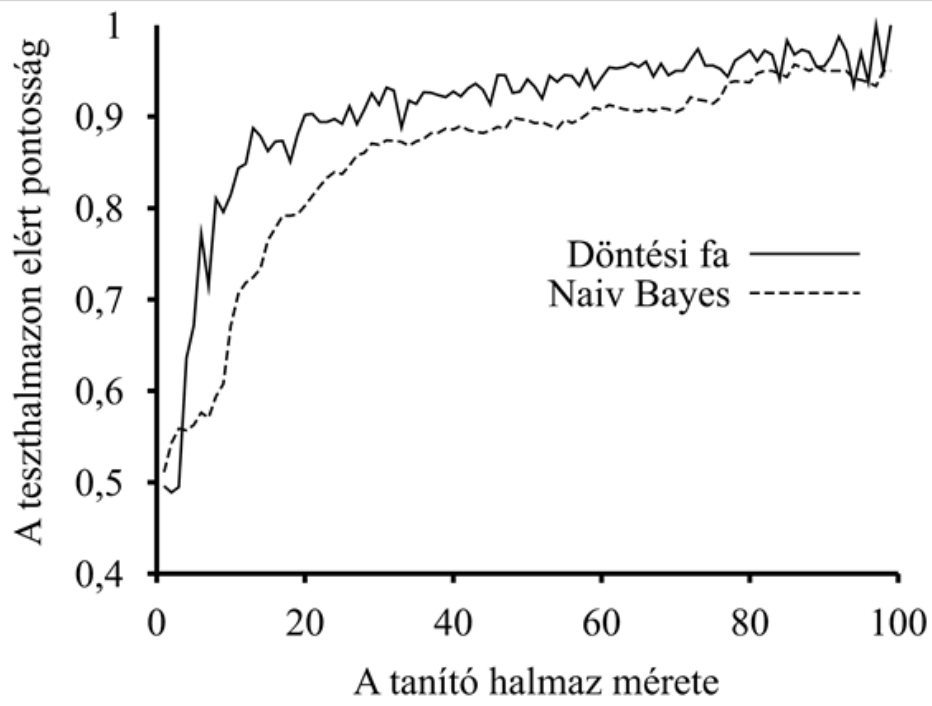 A teszthalmazon elért pontosság
1
0,9
0,8
0,7
0,6
0,5
0,4
Döntési fa
Naiv Bayes
0 20 40 60 80 100
A tanító halmaz mérete